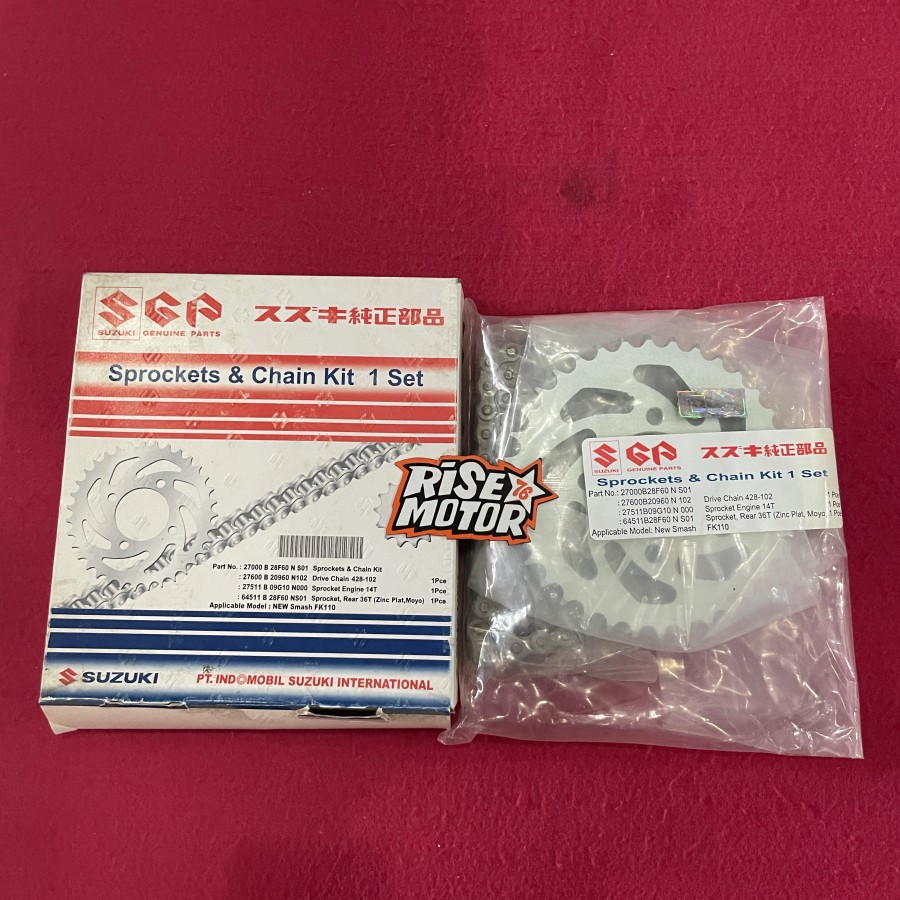 SUZUKI
SGP
GENUINE PARTS
スズキ純正部品
Sprockets & Chain Kit 1 Set
Part No. : 27000 B 28F60 N S01 Sprockets & Chain Kit
: 27600 B 20960 N102 Drive Chain 428-102 1Pce
: 27511 B 09G10 N000 Sprocket Engine 14T 1Pce
: 64511 B 28F60 NS01 Sprocket, Rear 36T (Zinc Plat,Moyo) 1Pce
Applicable Model : NEW Smash FK110
SUZUKI
PT. INDOMOBIL SUZUKI INTERNATIONAL
RISE 76
MOTOR
SUZUKI
SGP
GENUINE PARTS
スズキ純正部品
Sprockets & Chain Kit 1 Set
Part No.: 27000B28F60 N S01
: 27600B20960 N 102 Drive Chain 428-102 1Pce
: 27511B09G10 N 000 Sprocket Engine 14T 1Pce
: 64511B28F60 N S01 Sprocket, Rear 36T (Zinc Plat, Moyo, 1 Pce
Applicable Model: New Smash FK110